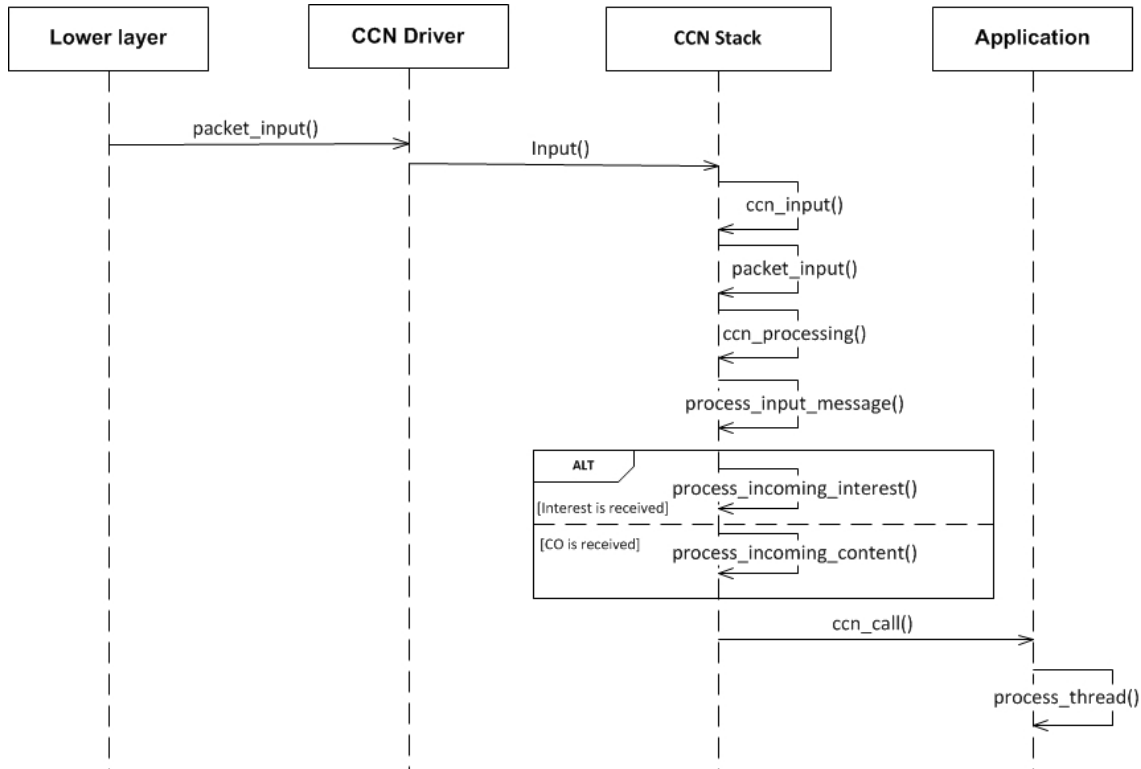 Lower layer
CCN Driver
CCN Stack
Application
packet_input()
Input()
ccn_input()
packet_input()
ccn_processing()
process_input_message()
ALT
process_incoming_interest()
[Interest is received]
[CO is received]
process_incoming_content()
ccn_call()
process_thread()